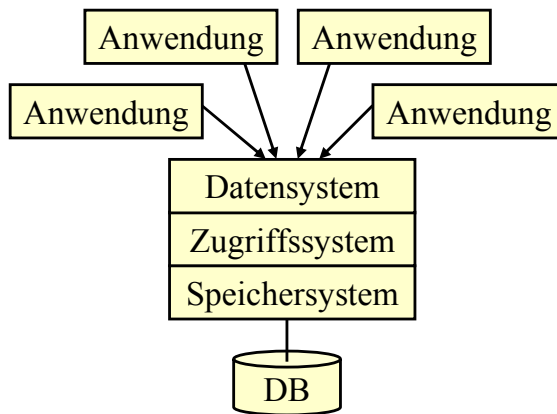 Anwendung Anwendung
Anwendung Anwendung
Datensystem
Zugriffssystem
Speichersystem
DB